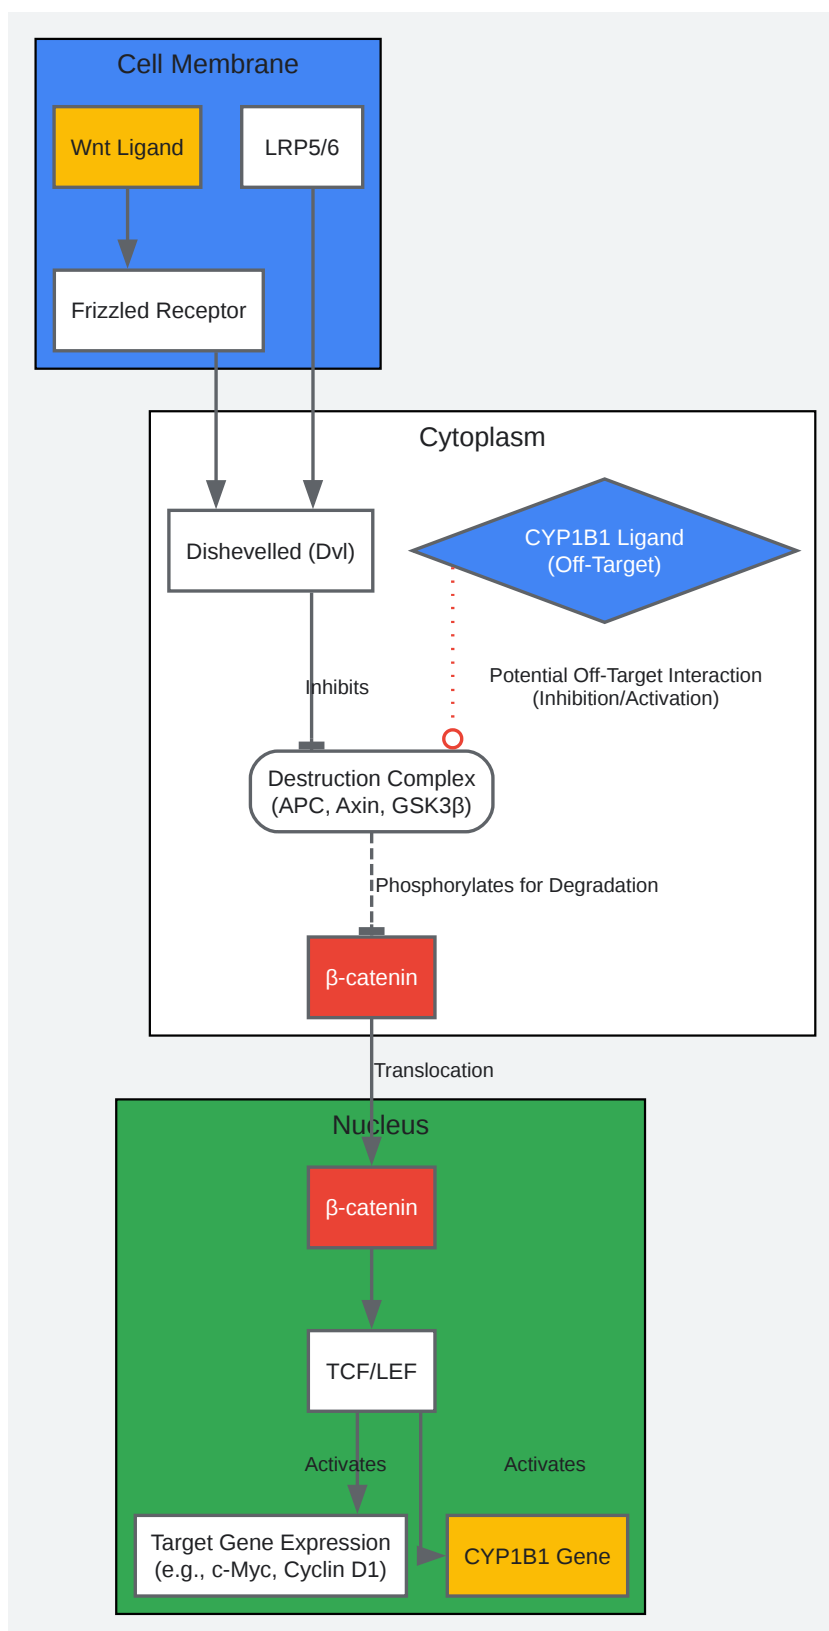 Cell Membrane
Wnt Ligand
LRP5/6
Frizzled Receptor
Cytoplasm
Dishevelled (Dvl)
CYP1B1 Ligand
(Off-Target)
Inhibits
Potential Off-Target Interaction
(Inhibition/Activation)
Destruction Complex
(APC, Axin, GSK3β)
Phosphorylates for Degradation
β-catenin
Translocation
Nucleus
β-catenin
TCF/LEF
Activates
Activates
Target Gene Expression
(e.g., c-Myc, Cyclin D1)
CYP1B1 Gene